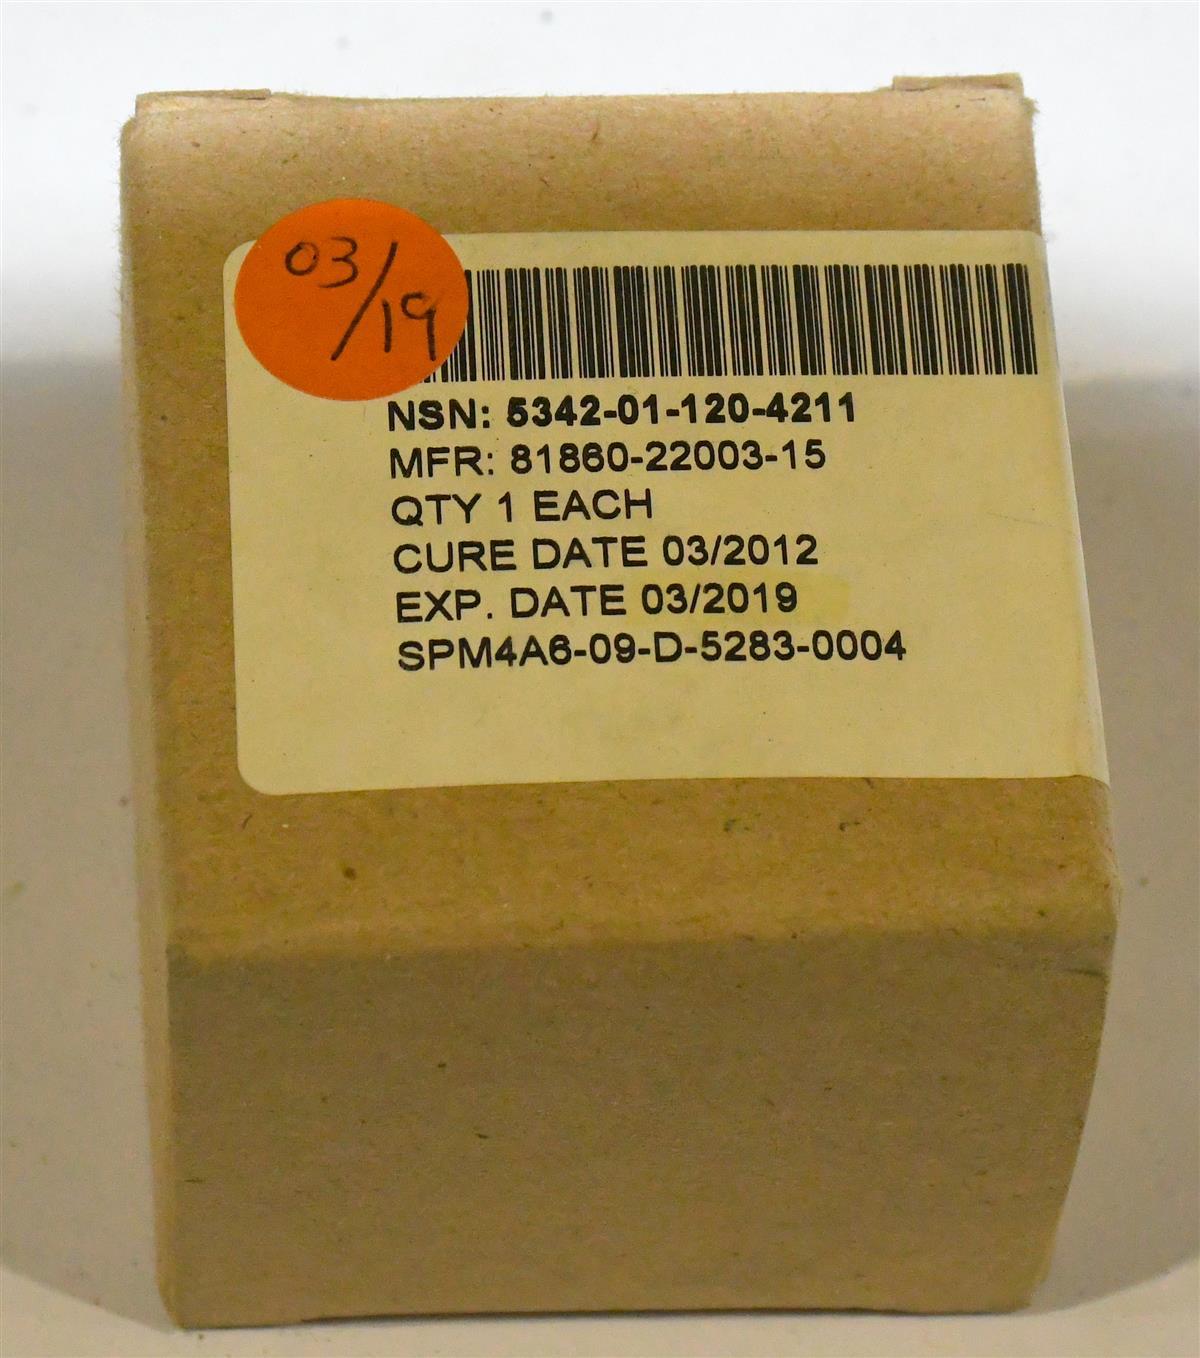 03/19
NSN: 5342-01-120-4211
MFR: 81860-22003-15
QTY 1 EACH
CURE DATE 03/2012
EXP. DATE 03/2019
SPM4A6-09-D-5283-0004